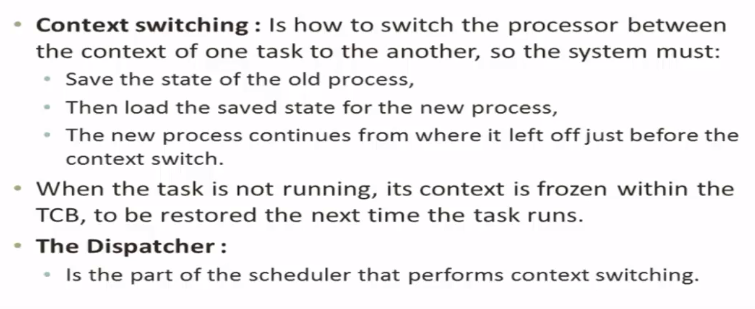 • Context switching : Is how to switch the processor between
the context of one task to the another, so the system must:
• Save the state of the old process,
• Then load the saved state for the new process,
• The new process continues from where it left off just before the
context switch.
• When the task is not running, its context is frozen within the
TCB, to be restored the next time the task runs.
• The Dispatcher :
• Is the part of the scheduler that performs context switching.